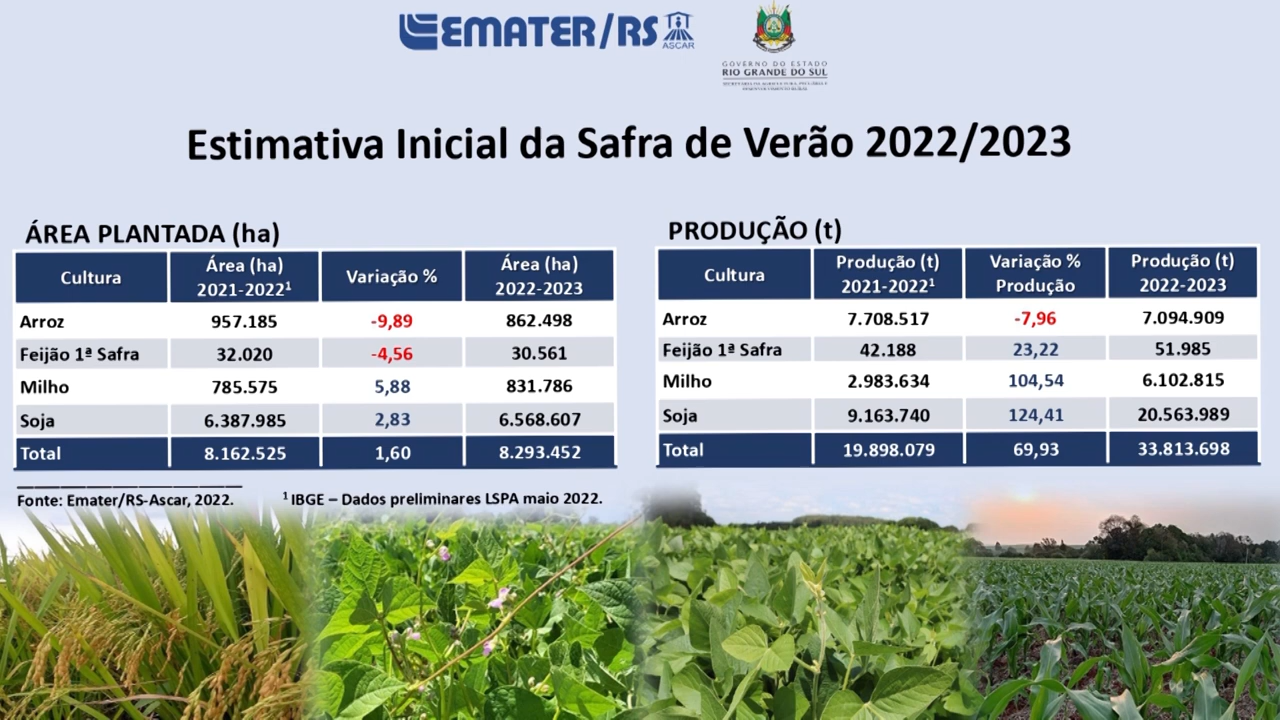 EMATER/RS
ASCAR
GOVERNO DO ESTADO
RIO GRANDE DO SUL
Estimativa Inicial da Safra de Verão 2022/2023
ÁREA PLANTADA (ha)
Cultura Área (ha) 2021-2022¹ Variação % Área (ha) 2022-2023
Arroz 957.185 -9,89 862.498
Feijão 1ª Safra 32.020 -4,56 30.561
Milho 785.575 5,88 831.786
Soja 6.387.985 2,83 6.568.607
Total 8.162.525 1,60 8.293.452
PRODUÇÃO (t)
Cultura Produção (t) 2021-2022¹ Variação % Produção Produção (t) 2022-2023
Arroz 7.708.517 -7,96 7.094.909
Feijão 1ª Safra 42.188 23,22 51.985
Milho 2.983.634 104,54 6.102.815
Soja 9.163.740 124,41 20.563.989
Total 19.898.079 69,93 33.813.698
Fonte: Emater/RS-Ascar, 2022. ¹ IBGE – Dados preliminares LSPA maio 2022.